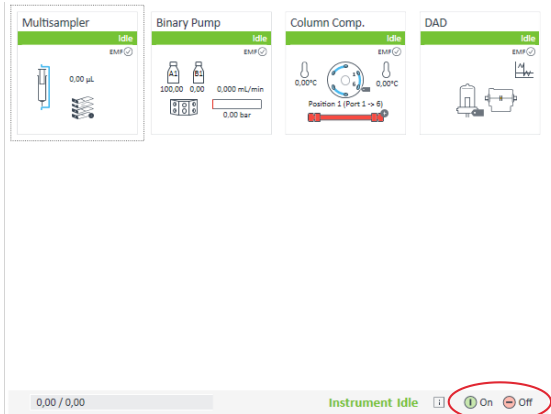 Multisampler
Idle
EMF
0,00 µL
Binary Pump
Idle
EMF
A1 B1
100,00 0,00 0,000 mL/min
0,00 bar
Column Comp.
Idle
EMF
1
6
0,00°C 0,00°C
Position 1 (Port 1 -> 6)
DAD
Idle
EMF
0,00 / 0,00 Instrument Idle i On Off